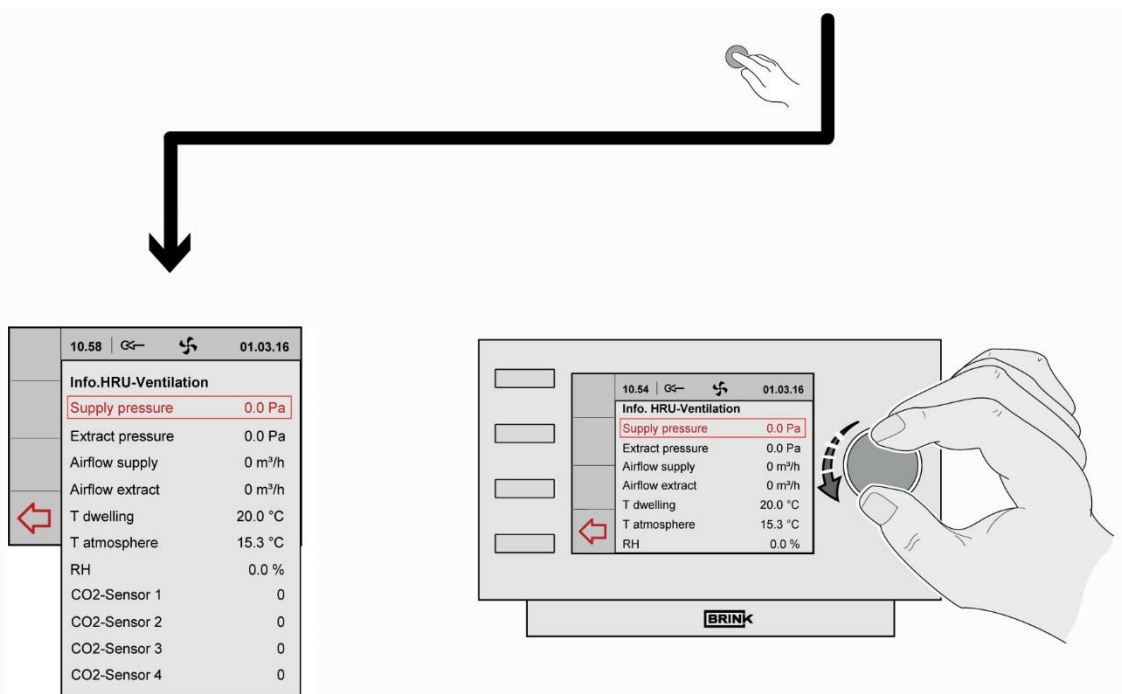 10.58 01.03.16
Info.HRU-Ventilation
Supply pressure 0.0 Pa
Extract pressure 0.0 Pa
Airflow supply 0 m³/h
Airflow extract 0 m³/h
T dwelling 20.0 °C
T atmosphere 15.3 °C
RH 0.0 %
CO2-Sensor 1 0
CO2-Sensor 2 0
CO2-Sensor 3 0
CO2-Sensor 4 0
10.54 01.03.16
Info. HRU-Ventilation
Supply pressure 0.0 Pa
Extract pressure 0.0 Pa
Airflow supply 0 m³/h
Airflow extract 0 m³/h
T dwelling 20.0 °C
T atmosphere 15.3 °C
RH 0.0 %
BRINK